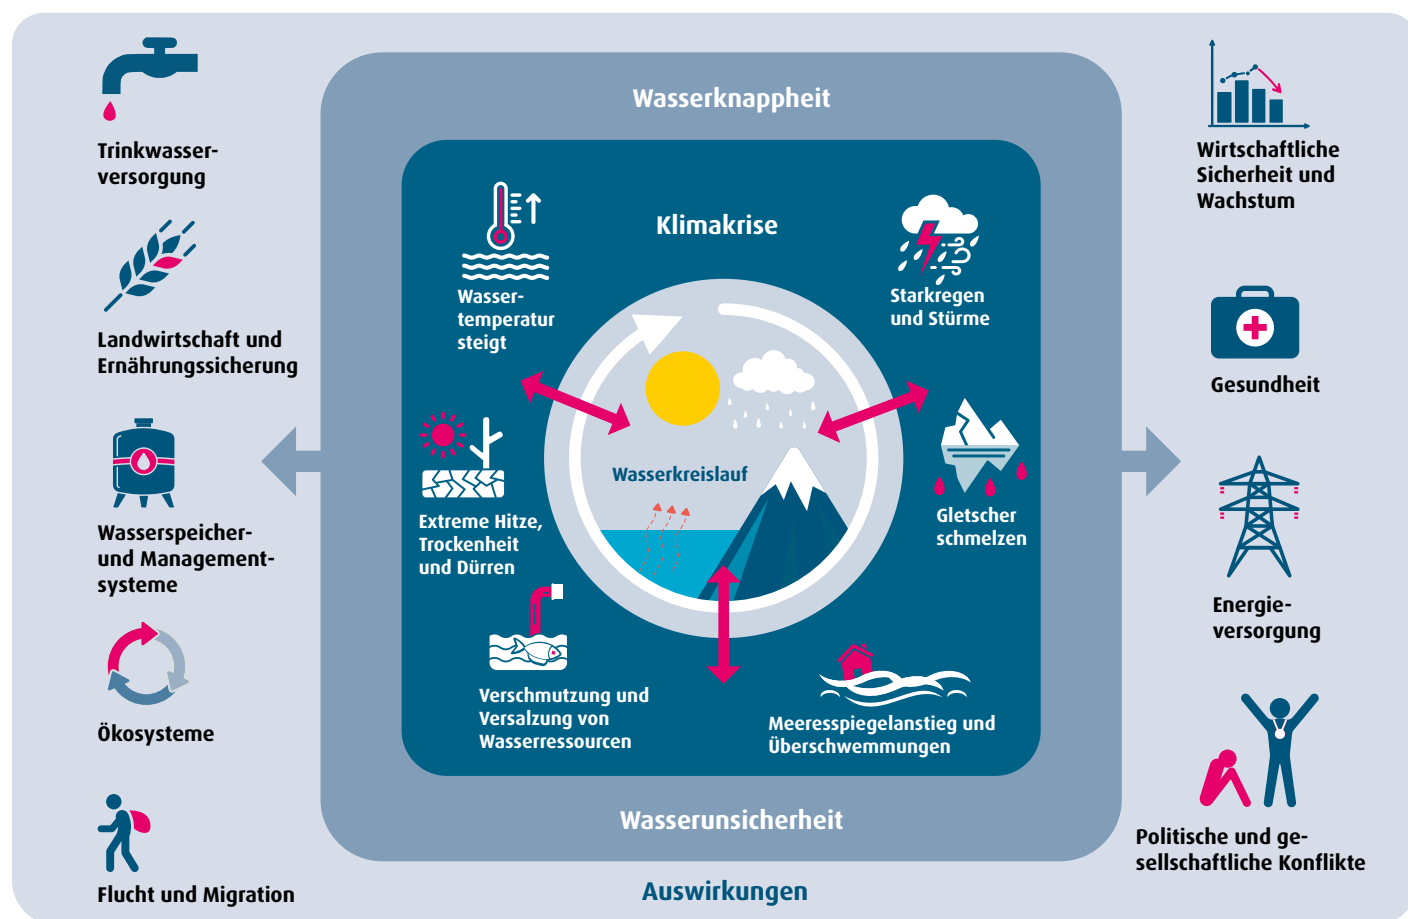 Trinkwasser-
versorgung
Landwirtschaft und
Ernährungssicherung
Wasserspeicher-
und Management-
systeme
Ökosysteme
Flucht und Migration
Wasserknappheit
Klimakrise
Wasser-
temperatur
steigt
Starkregen
und Stürme
Wasserkreislauf
Extreme Hitze,
Trockenheit
und Dürren
Gletscher
schmelzen
Verschmutzung und
Versalzung von
Wasserressourcen
Meeresspiegelanstieg und
Überschwemmungen
Wasserunsicherheit
Auswirkungen
Wirtschaftliche
Sicherheit und
Wachstum
Gesundheit
Energie-
versorgung
Politische und ge-
sellschaftliche Konflikte